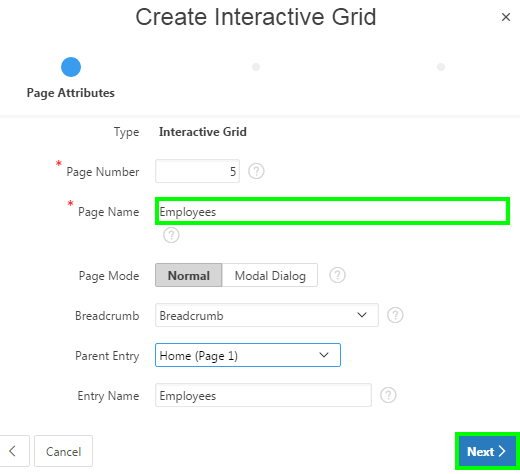 Create Interactive Grid ×
Page Attributes
Type Interactive Grid
* Page Number 5 ?
* Page Name Employees
?
Page Mode Normal Modal Dialog ?
Breadcrumb Breadcrumb ?
Parent Entry Home (Page 1)
Entry Name Employees ?
< Cancel Next >